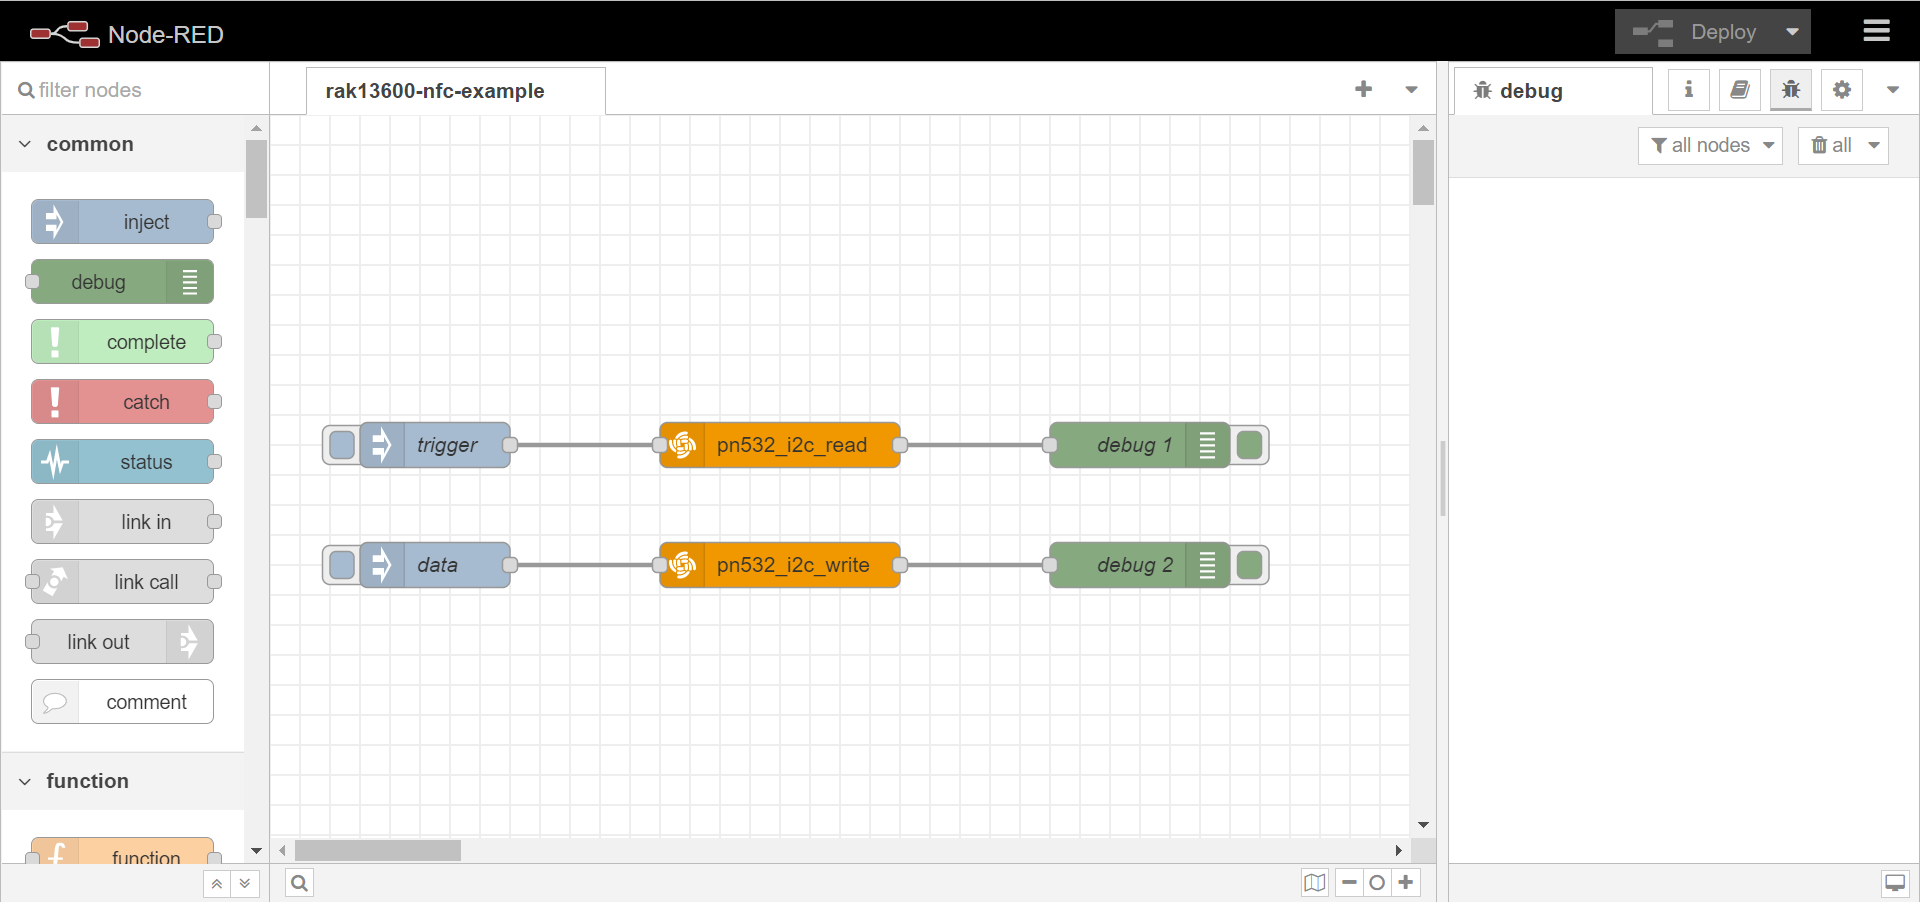 Node-RED
Deploy
filter nodes
rak13600-nfc-example
debug
all nodes
all
common
inject
debug
complete
catch
status
link in
link call
link out
comment
function
function
trigger
pn532_i2c_read
debug 1
data
pn532_i2c_write
debug 2